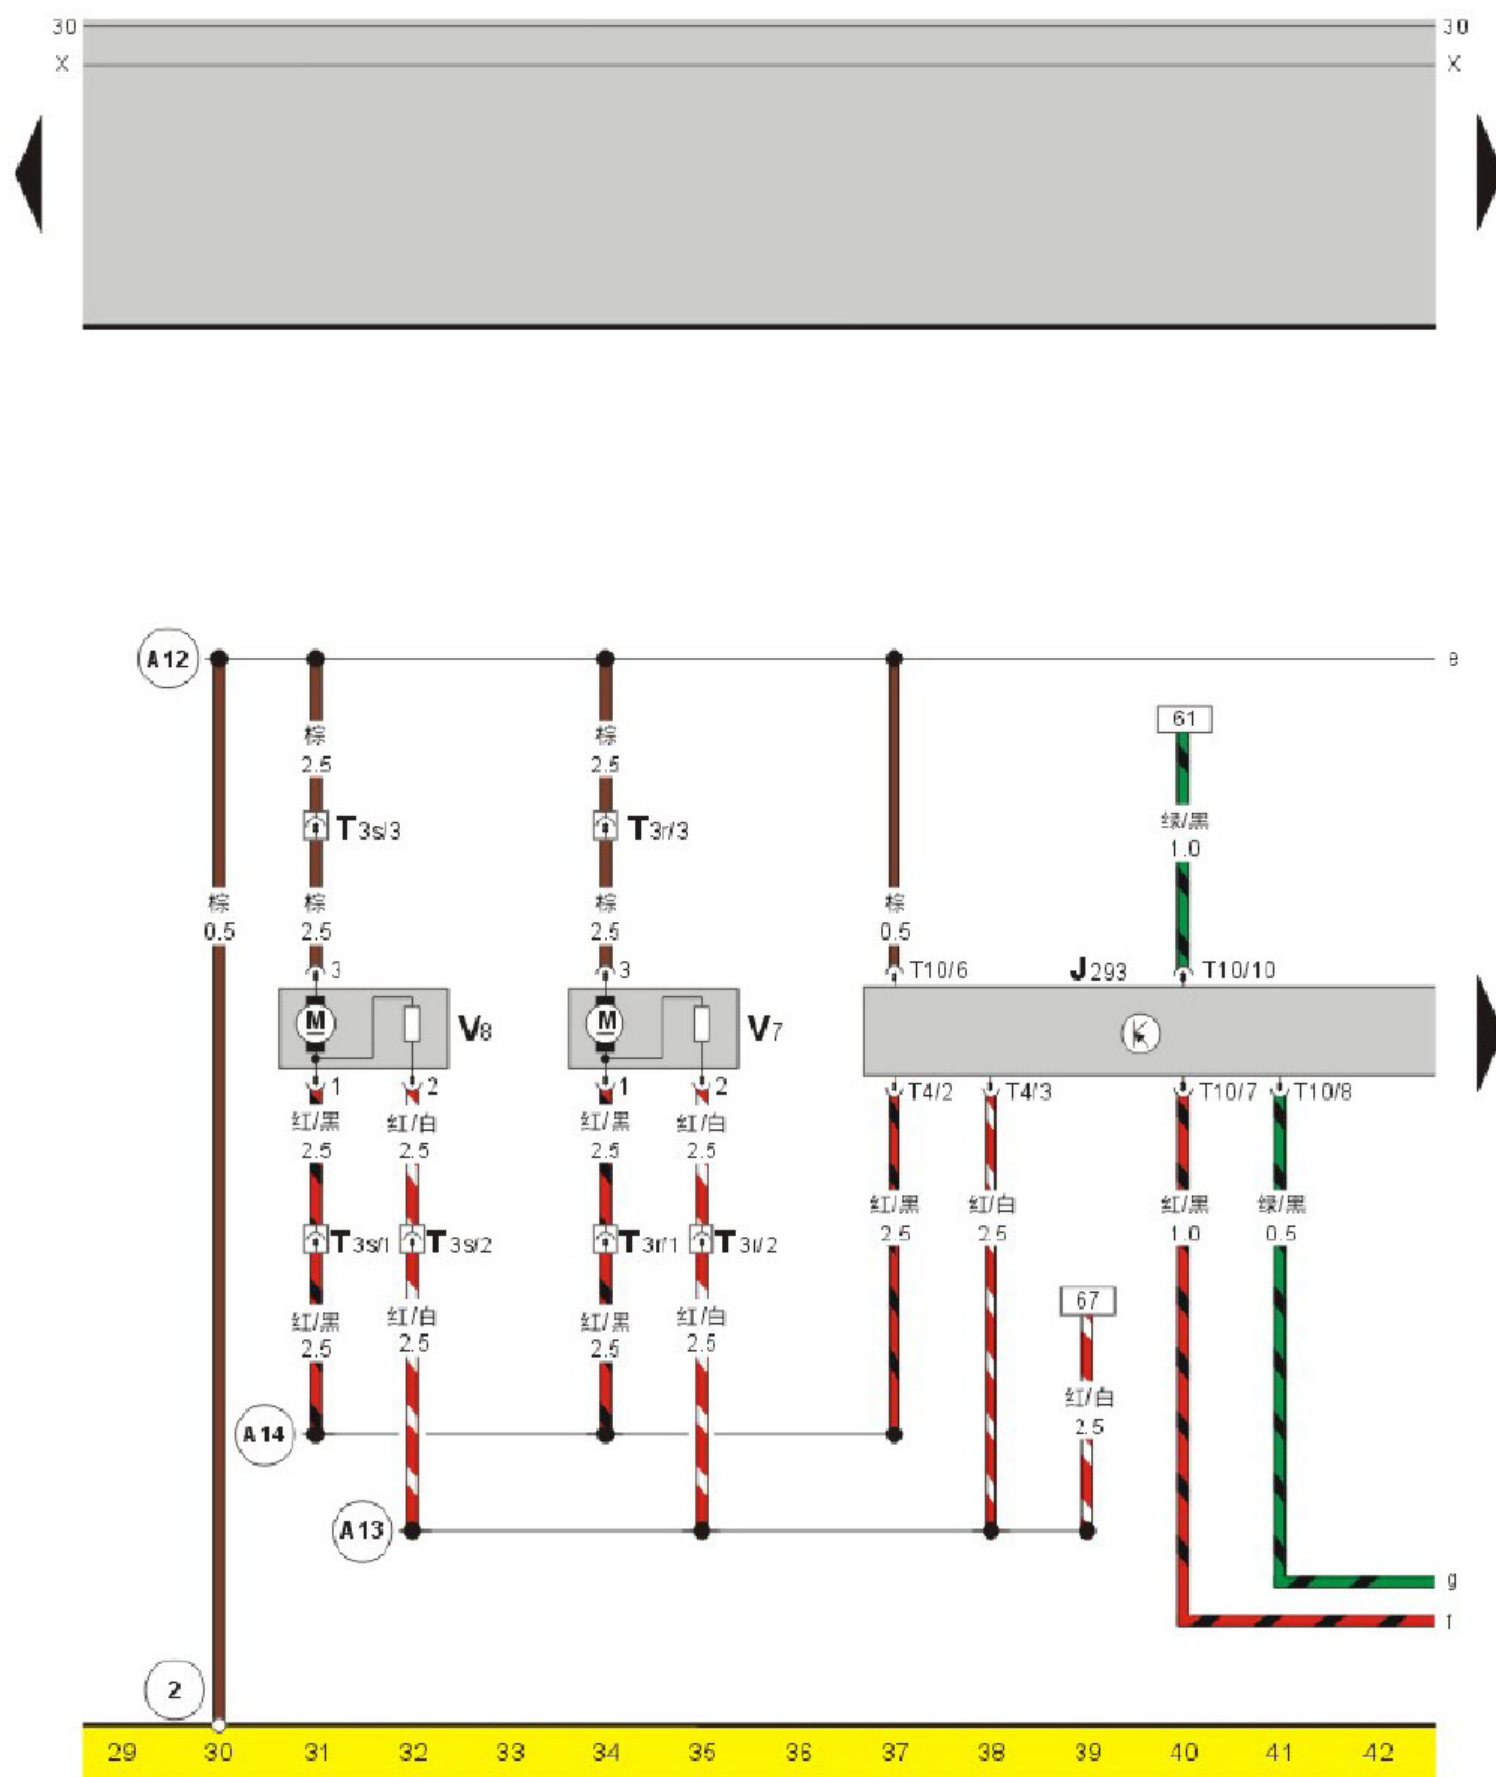 30 30
X X
A12 e
61
棕 棕
2.5 2.5
绿/黑
T3s/3 T3r/3
1.0
棕 棕 棕 棕
0.5 2.5 2.5 0.5
3 3 T10/6 J293 T10/10
M V8 M V7
1 2 1 2 T4/2 T4/3 T10/7 T10/8
红/黑 红/白 红/黑 红/白
2.5 2.5 2.5 2.5
红/黑 红/白 红/黑 绿/黑
2.5 2.5 1.0 0.5
T3s/1 T3s/2 T3r/1 T3r/2
67
红/黑 红/白 红/黑 红/白
2.5 2.5 2.5 2.5
红/白
2.5
A14
A13
g
f
2
29 30 31 32 33 34 35 36 37 38 39 40 41 42